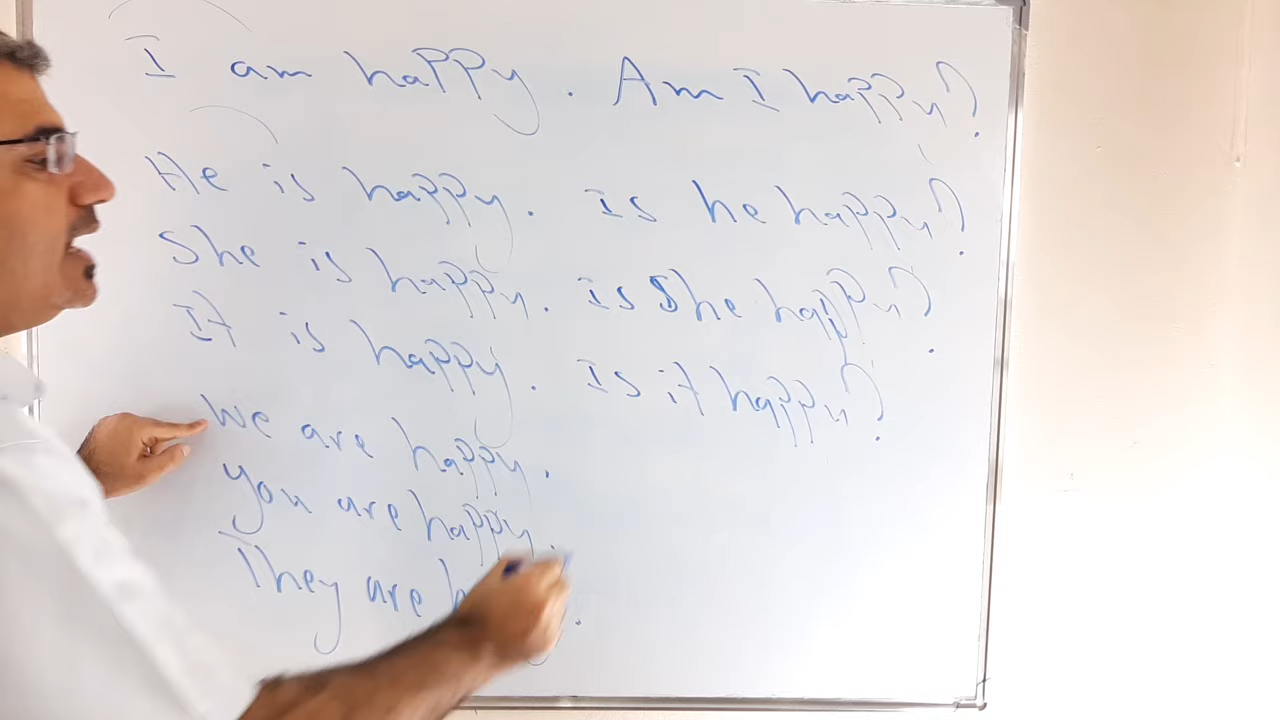 I am happy. Am I happy?
He is happy. Is he happy?
She is happy. Is She happy?
It is happy. Is it happy?
We are happy.
you are happy.
They are